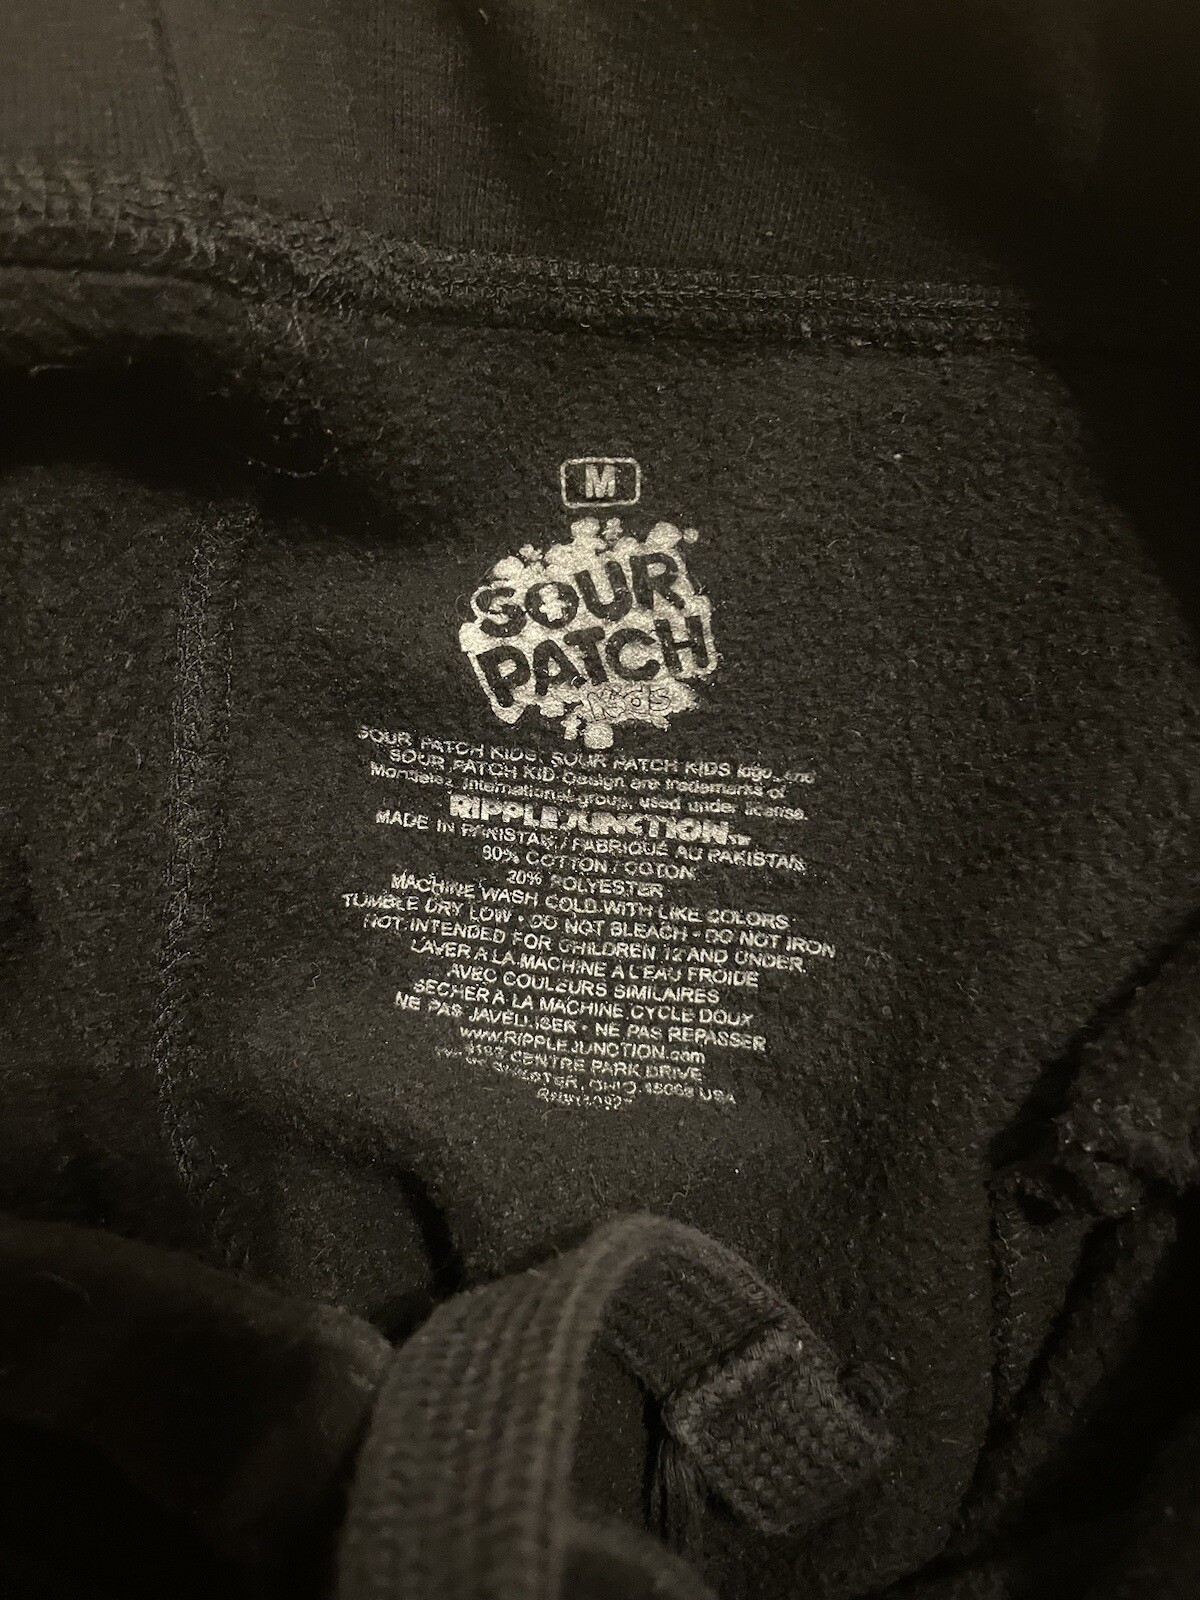 M
SOUR
PATCH
KIDS
SOUR PATCH KIDS, SOUR PATCH KIDS logo, and
SOUR PATCH KID Design are trademarks of
Mondelez International group, used under license.
RIPPLE JUNCTION
MADE IN PAKISTAN / FABRIQUÉ AU PAKISTAN
80% COTTON / COTON
20% POLYESTER
MACHINE WASH COLD WITH LIKE COLORS
TUMBLE DRY LOW • DO NOT BLEACH • DO NOT IRON
NOT INTENDED FOR CHILDREN 12 AND UNDER.
LAVER A LA MACHINE A L'EAU FROIDE
AVEC COULEURS SIMILAIRES
SECHER A LA MACHINE CYCLE DOUX
NE PAS JAVELLISER • NE PAS REPASSER
www.RIPPLEJUNCTION.com
CENTRE PARK DRIVE
OHIO, USA